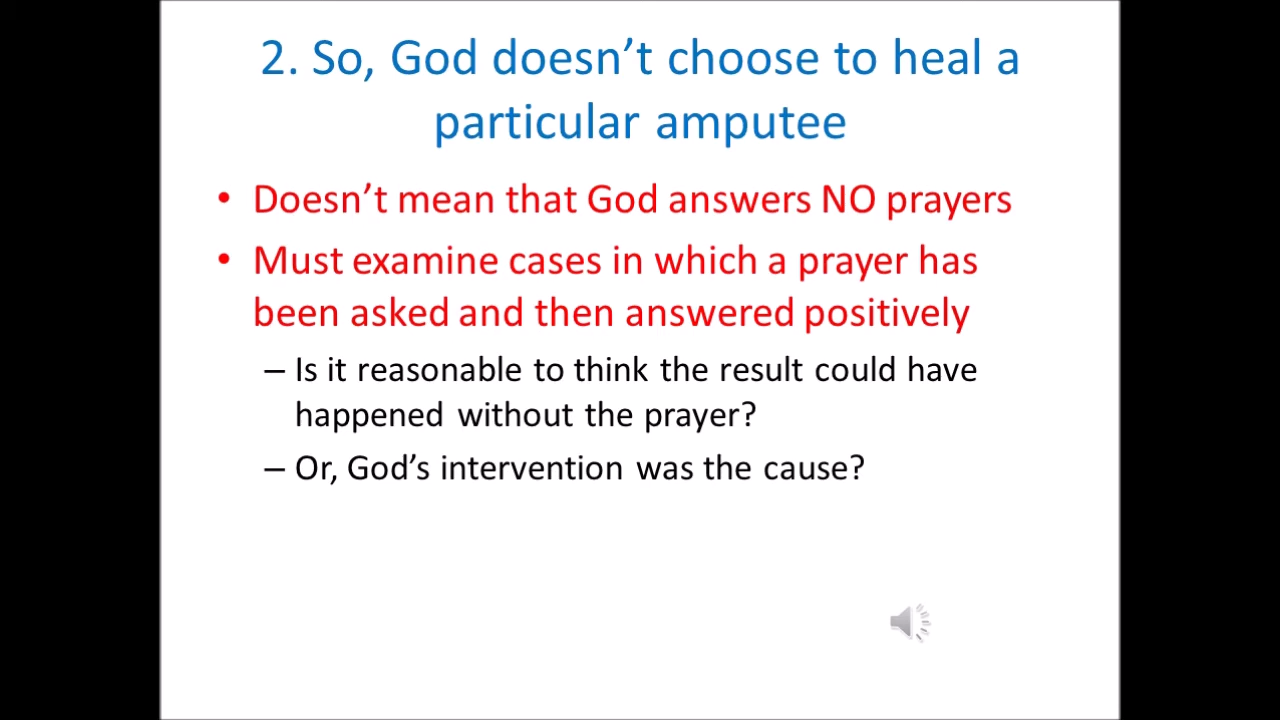 2. So, God doesn’t choose to heal a
particular amputee
• Doesn’t mean that God answers NO prayers
• Must examine cases in which a prayer has
been asked and then answered positively
– Is it reasonable to think the result could have
happened without the prayer?
– Or, God’s intervention was the cause?